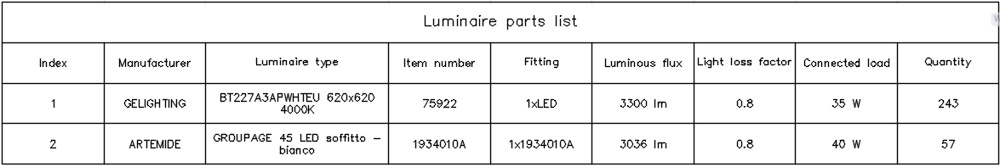 Luminaire parts list
Index Manufacturer Luminaire type Item number Fitting Luminous flux Light loss factor Connected load Quantity
1 GELIGHTING BT227A3APWHTEU 620x620 4000K 75922 1xLED 3300 lm 0.8 35 W 243
2 ARTEMIDE GROUPAGE 45 LED soffitto - bianco 1934010A 1x1934010A 3036 lm 0.8 40 W 57